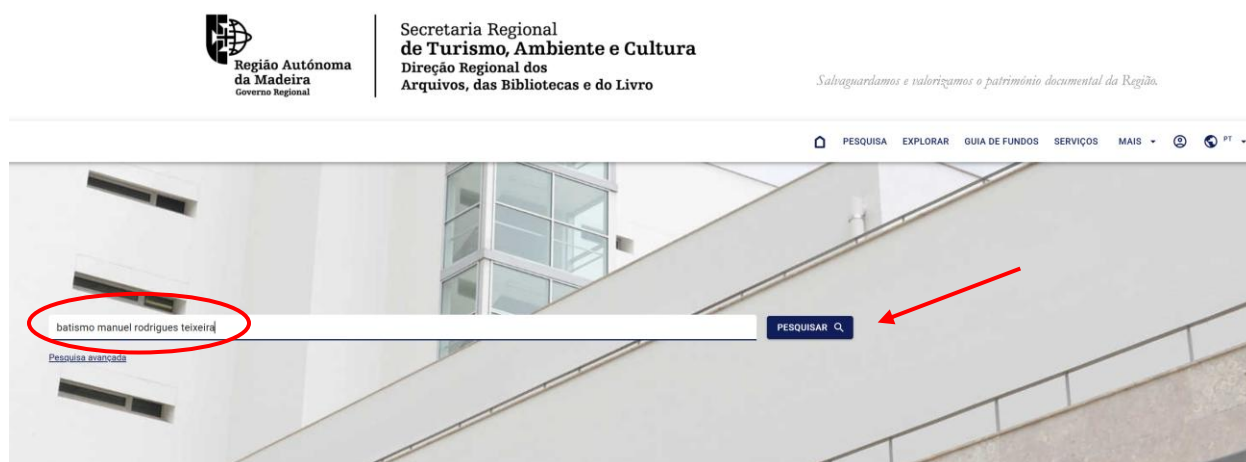 Região Autónoma
da Madeira
Governo Regional
Secretaria Regional
de Turismo, Ambiente e Cultura
Direção Regional dos
Arquivos, das Bibliotecas e do Livro
Salvaguardamos e valorizamos o património documental da Região.
PESQUISA EXPLORAR GUIA DE FUNDOS SERVIÇOS MAIS PT
batismo manuel rodrigues teixeira
PESQUISAR
Pesquisa avançada